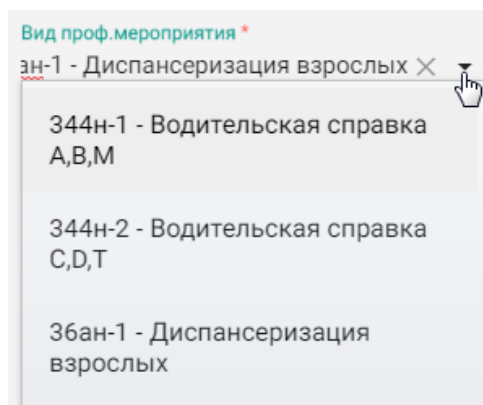 Вид проф.мероприятия *
ан-1 - Диспансеризация взрослых ×
344н-1 - Водительская справка
A,B,M
344н-2 - Водительская справка
C,D,T
36ан-1 - Диспансеризация
взрослых